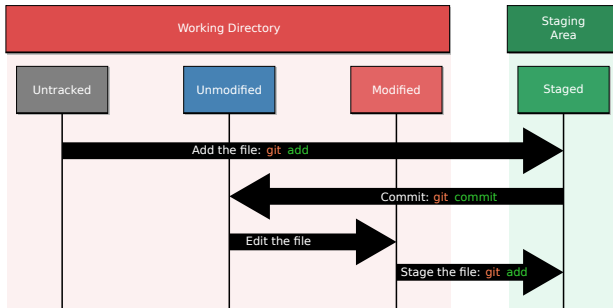 Working Directory
Staging
Area
Untracked
Unmodified
Modified
Staged
Add the file: git add
Commit: git commit
Edit the file
Stage the file: git add